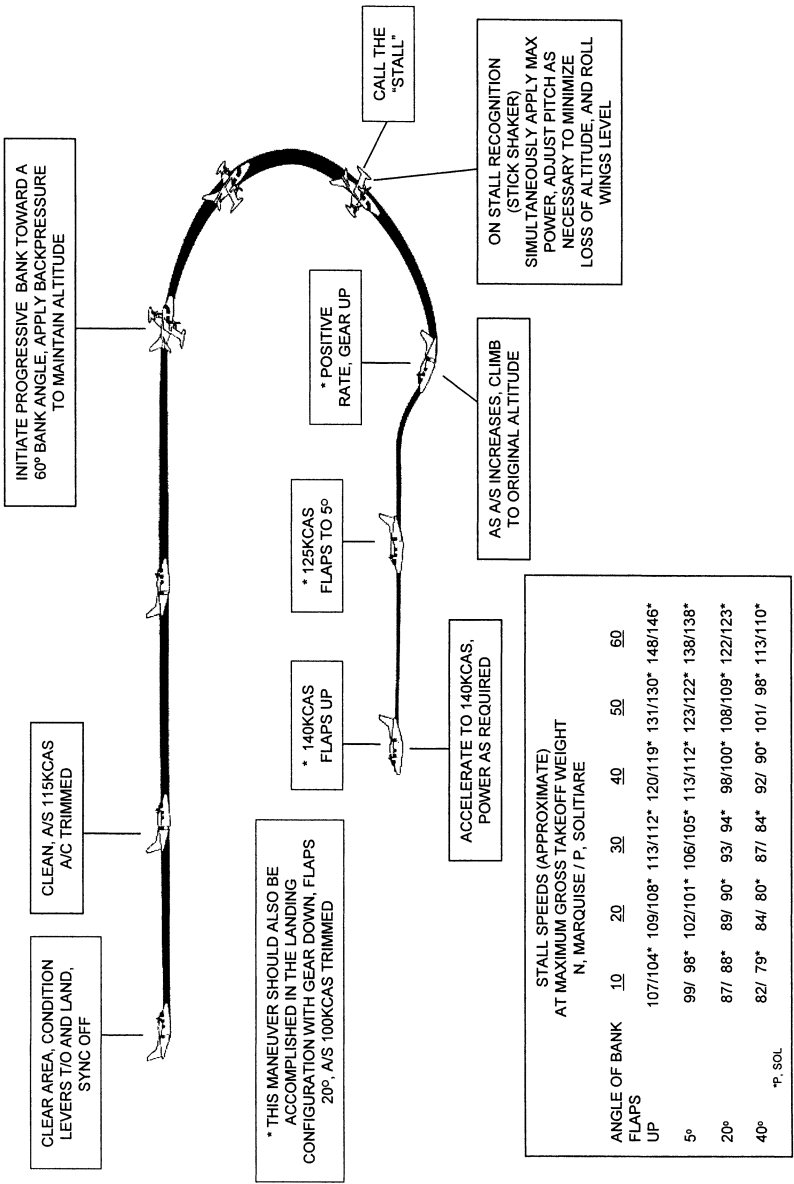 CLEAR AREA, CONDITION
LEVERS T/O AND LAND,
SYNC OFF
CLEAN, A/S 115KCAS
A/C TRIMMED
INITIATE PROGRESSIVE BANK TOWARD A
60º BANK ANGLE, APPLY BACKPRESSURE
TO MAINTAIN ALTITUDE
CALL THE
"STALL"
ON STALL RECOGNITION
(STICK SHAKER)
SIMULTANEOUSLY APPLY MAX
POWER, ADJUST PITCH AS
NECESSARY TO MINIMIZE
LOSS OF ALTITUDE, AND ROLL
WINGS LEVEL
* POSITIVE
RATE, GEAR UP
AS A/S INCREASES, CLIMB
TO ORIGINAL ALTITUDE
* 125KCAS
FLAPS TO 5º
* 140KCAS
FLAPS UP
ACCELERATE TO 140KCAS,
POWER AS REQUIRED
* THIS MANEUVER SHOULD ALSO BE
ACCOMPLISHED IN THE LANDING
CONFIGURATION WITH GEAR DOWN, FLAPS
20º, A/S 100KCAS TRIMMED
STALL SPEEDS (APPROXIMATE)
AT MAXIMUM GROSS TAKEOFF WEIGHT
N, MARQUISE / P, SOLITIARE
ANGLE OF BANK 10 20 30 40 50 60
FLAPS
UP 107/104* 109/108* 113/112* 120/119* 131/130* 148/146*
5º 99/ 98* 102/101* 106/105* 113/112* 123/122* 138/138*
20º 87/ 88* 89/ 90* 93/ 94* 98/100* 108/109* 122/123*
40º 82/ 79* 84/ 80* 87/ 84* 92/ 90* 101/ 98* 113/110*
*P, SOL